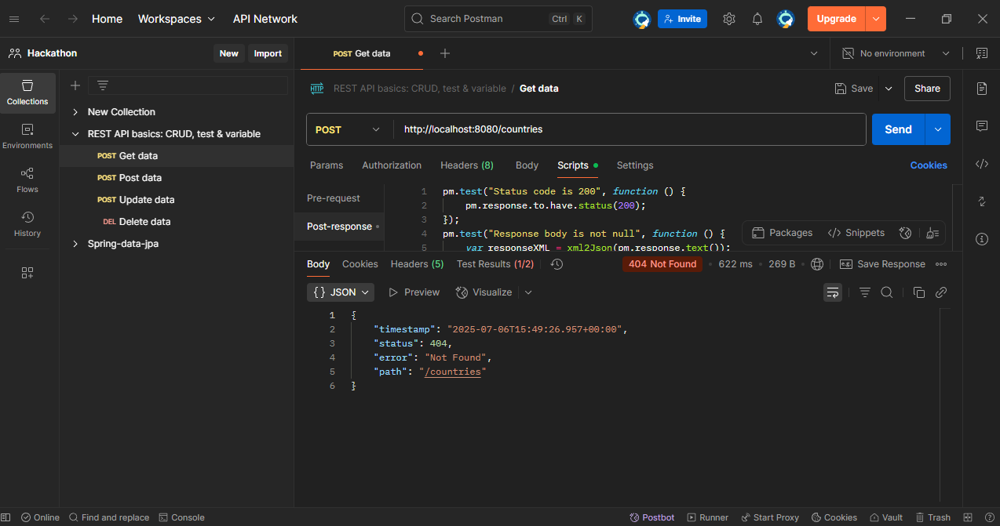 Home Workspaces API Network Search Postman Ctrl K Invite Upgrade
Hackathon New Import POST Get data No environment
REST API basics: CRUD, test & variable / Get data Save Share
Collections
Environments
Flows
History
New Collection
REST API basics: CRUD, test & variable
POST Get data
POST Post data
POST Update data
DEL Delete data
Spring-data-jpa
POST http://localhost:8080/countries Send
Params Authorization Headers (8) Body Scripts Settings Cookies
Pre-request
Post-response
1 pm.test("Status code is 200", function () {
2 pm.response.to.have.status(200);
3 });
4 pm.test("Response body is not null", function () {
5 var responseXML = xml2Json(pm.response.text());
Packages Snippets
Body Cookies Headers (5) Test Results (1/2) 404 Not Found 622 ms 269 B e.g. Save Response
{} JSON Preview Visualize
1 {
2 "timestamp": "2025-07-06T15:49:26.957+00:00",
3 "status": 404,
4 "error": "Not Found",
5 "path": "/countries"
6 }
Online Find and replace Console Postbot Runner Start Proxy Cookies Vault Trash